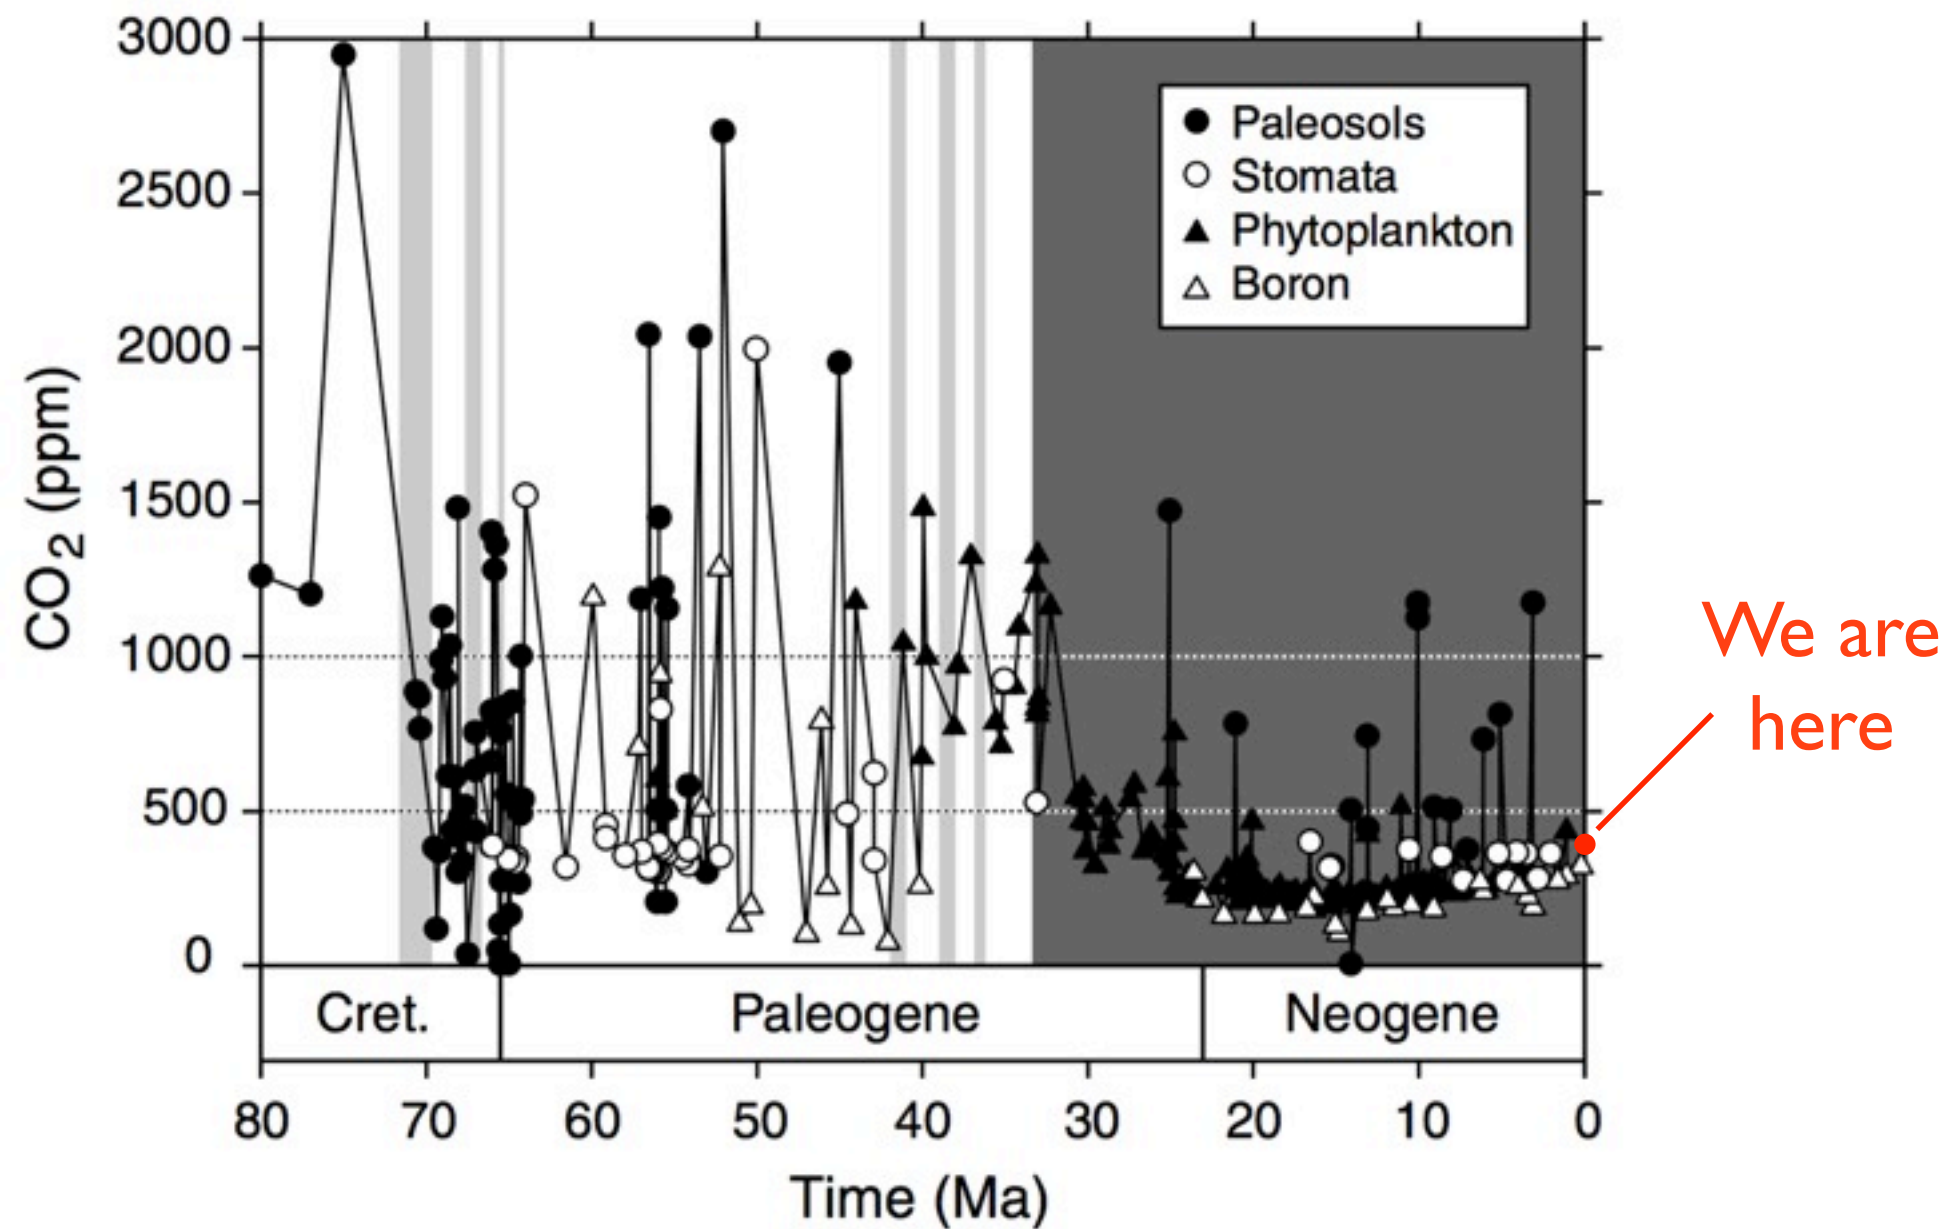 3000
2500
2000
1500
1000
500
0
CO2 (ppm)
Paleosols
Stomata
Phytoplankton
Boron
We are
here
Cret.
Paleogene
Neogene
80 70 60 50 40 30 20 10 0
Time (Ma)